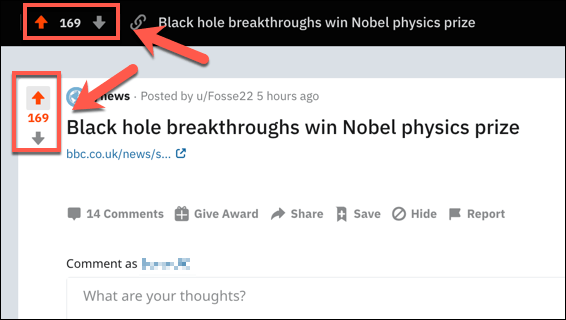 169 Black hole breakthroughs win Nobel physics prize
news · Posted by u/Fosse22 5 hours ago
169
Black hole breakthroughs win Nobel physics prize
bbc.co.uk/news/s...
14 Comments Give Award Share Save Hide Report
Comment as
What are your thoughts?